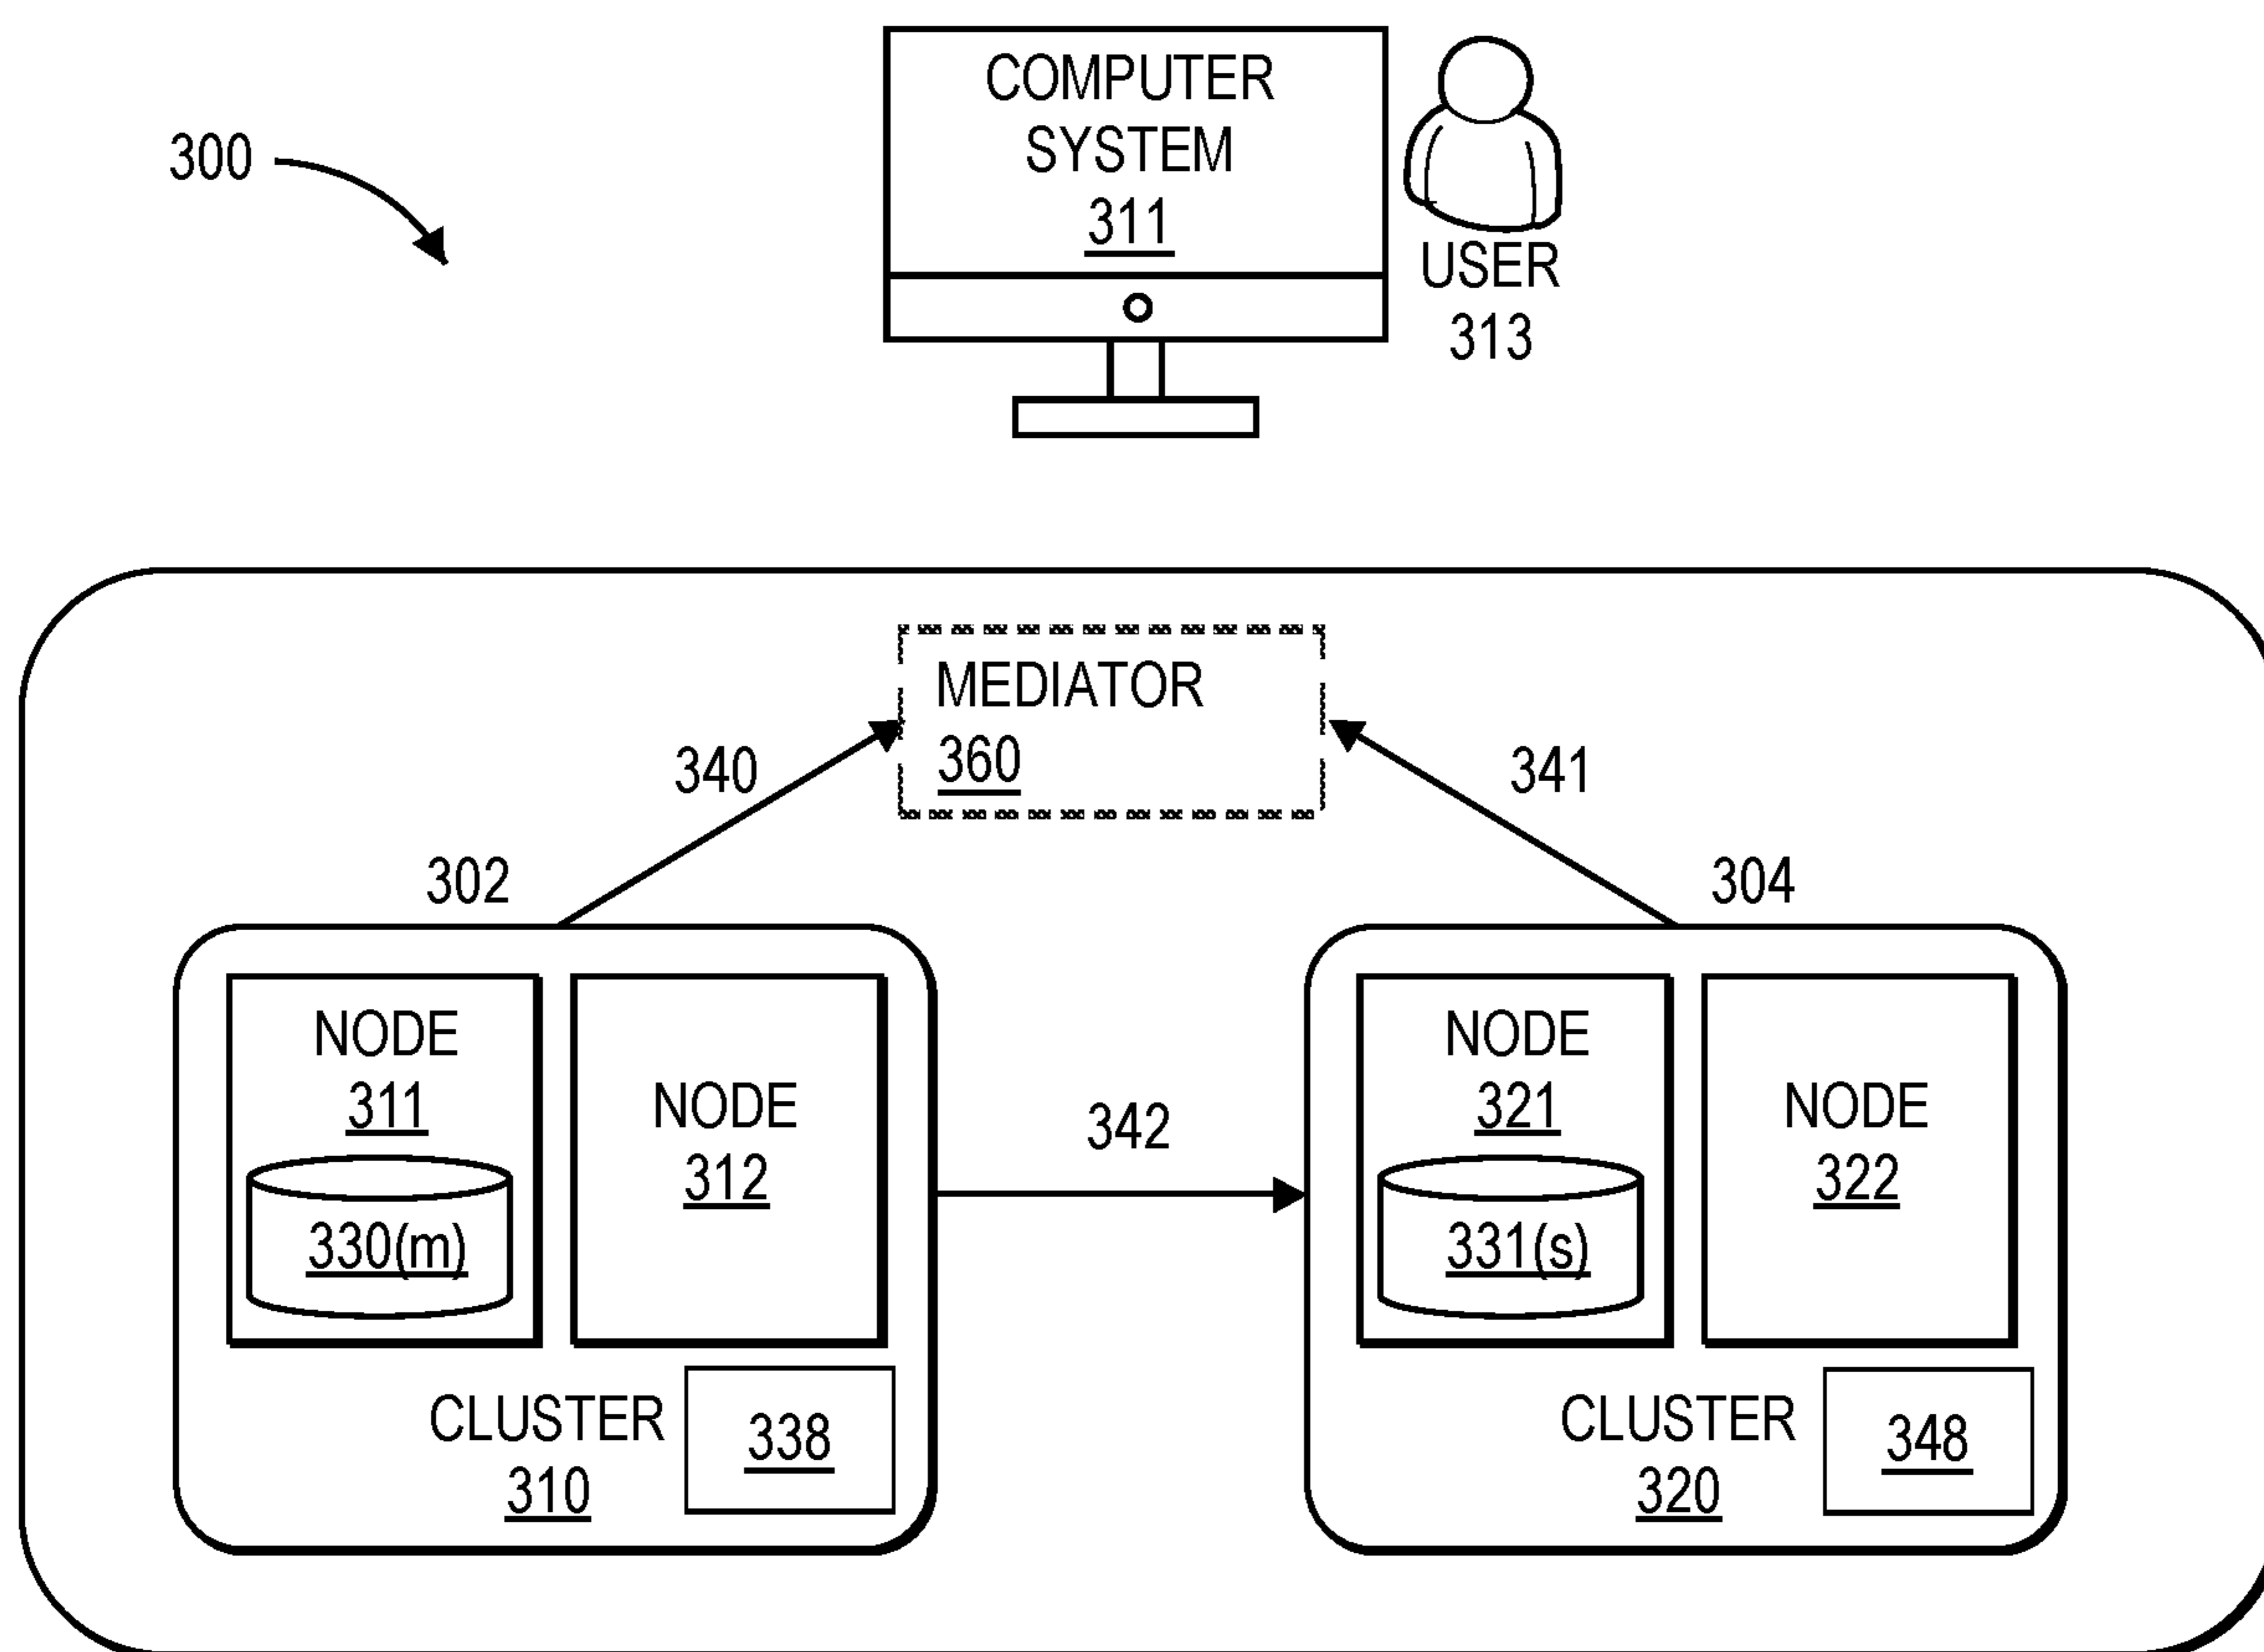 COMPUTER
SYSTEM
311
300
USER
313
MEDIATOR
360
340
341
302
304
NODE
311
330(m)
NODE
312
CLUSTER
310
338
342
NODE
321
331(s)
NODE
322
CLUSTER
320
348